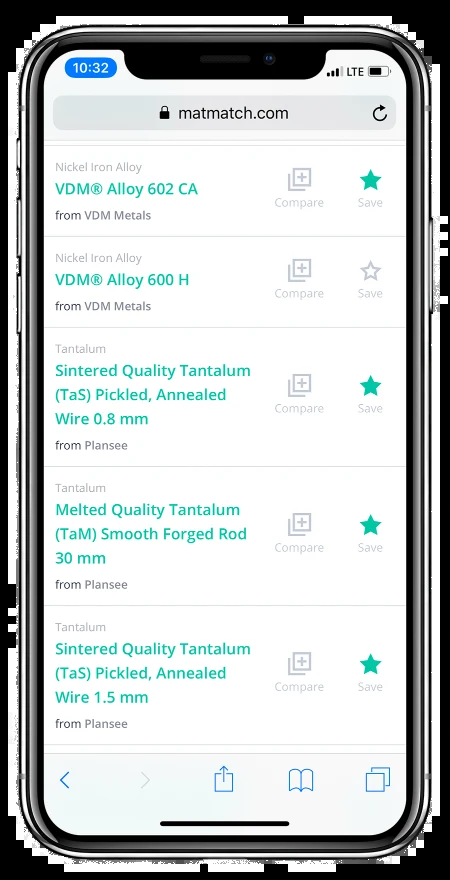 10:32
LTE
matmatch.com
Nickel Iron Alloy
VDM® Alloy 602 CA
from VDM Metals
Compare
Save
Nickel Iron Alloy
VDM® Alloy 600 H
from VDM Metals
Compare
Save
Tantalum
Sintered Quality Tantalum
(TaS) Pickled, Annealed
Wire 0.8 mm
from Plansee
Compare
Save
Tantalum
Melted Quality Tantalum
(TaM) Smooth Forged Rod
30 mm
from Plansee
Compare
Save
Tantalum
Sintered Quality Tantalum
(TaS) Pickled, Annealed
Wire 1.5 mm
from Plansee
Compare
Save